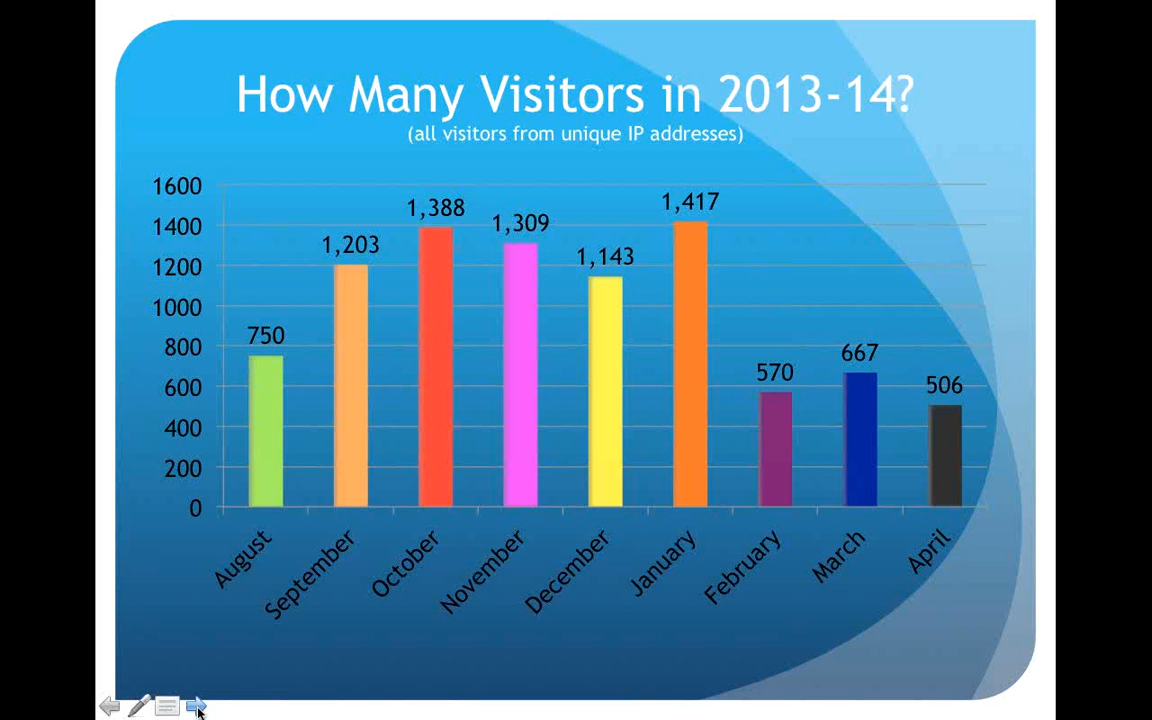 How Many Visitors in 2013-14?
(all visitors from unique IP addresses)
1600
1400
1200
1000
800
600
400
200
0
750
1,203
1,388
1,309
1,143
1,417
570
667
506
August
September
October
November
December
January
February
March
April